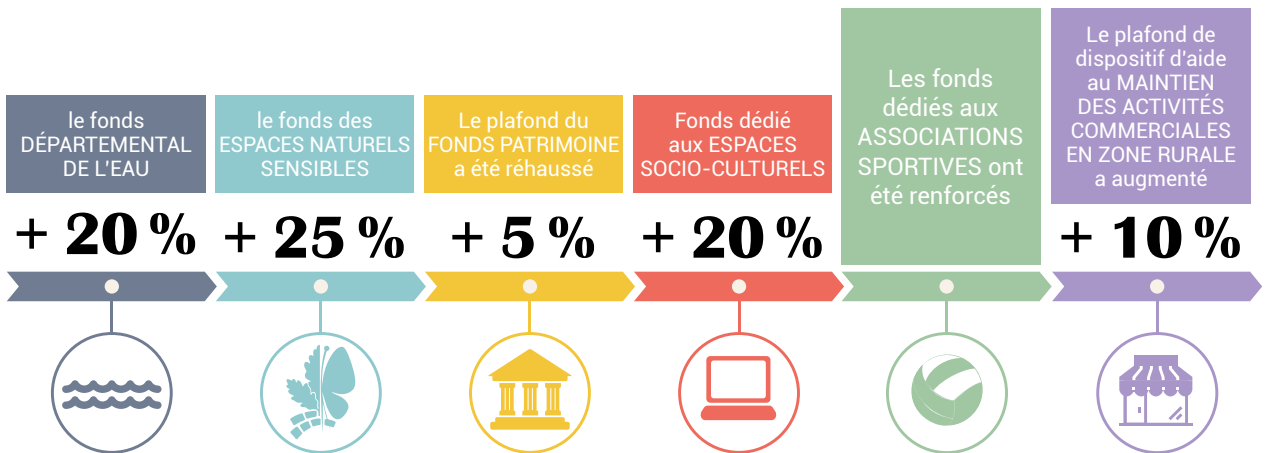 le fonds
DÉPARTEMENTAL
DE L'EAU
+ 20 %
le fonds des
ESPACES NATURELS
SENSIBLES
+ 25 %
Le plafond du
FONDS PATRIMOINE
a été réhaussé
+ 5 %
Fonds dédié
aux ESPACES
SOCIO-CULTURELS
+ 20 %
Les fonds
dédiés aux
ASSOCIATIONS
SPORTIVES ont
été renforcés
Le plafond de
dispositif d'aide
au MAINTIEN
DES ACTIVITÉS
COMMERCIALES
EN ZONE RURALE
a augmenté
+ 10 %